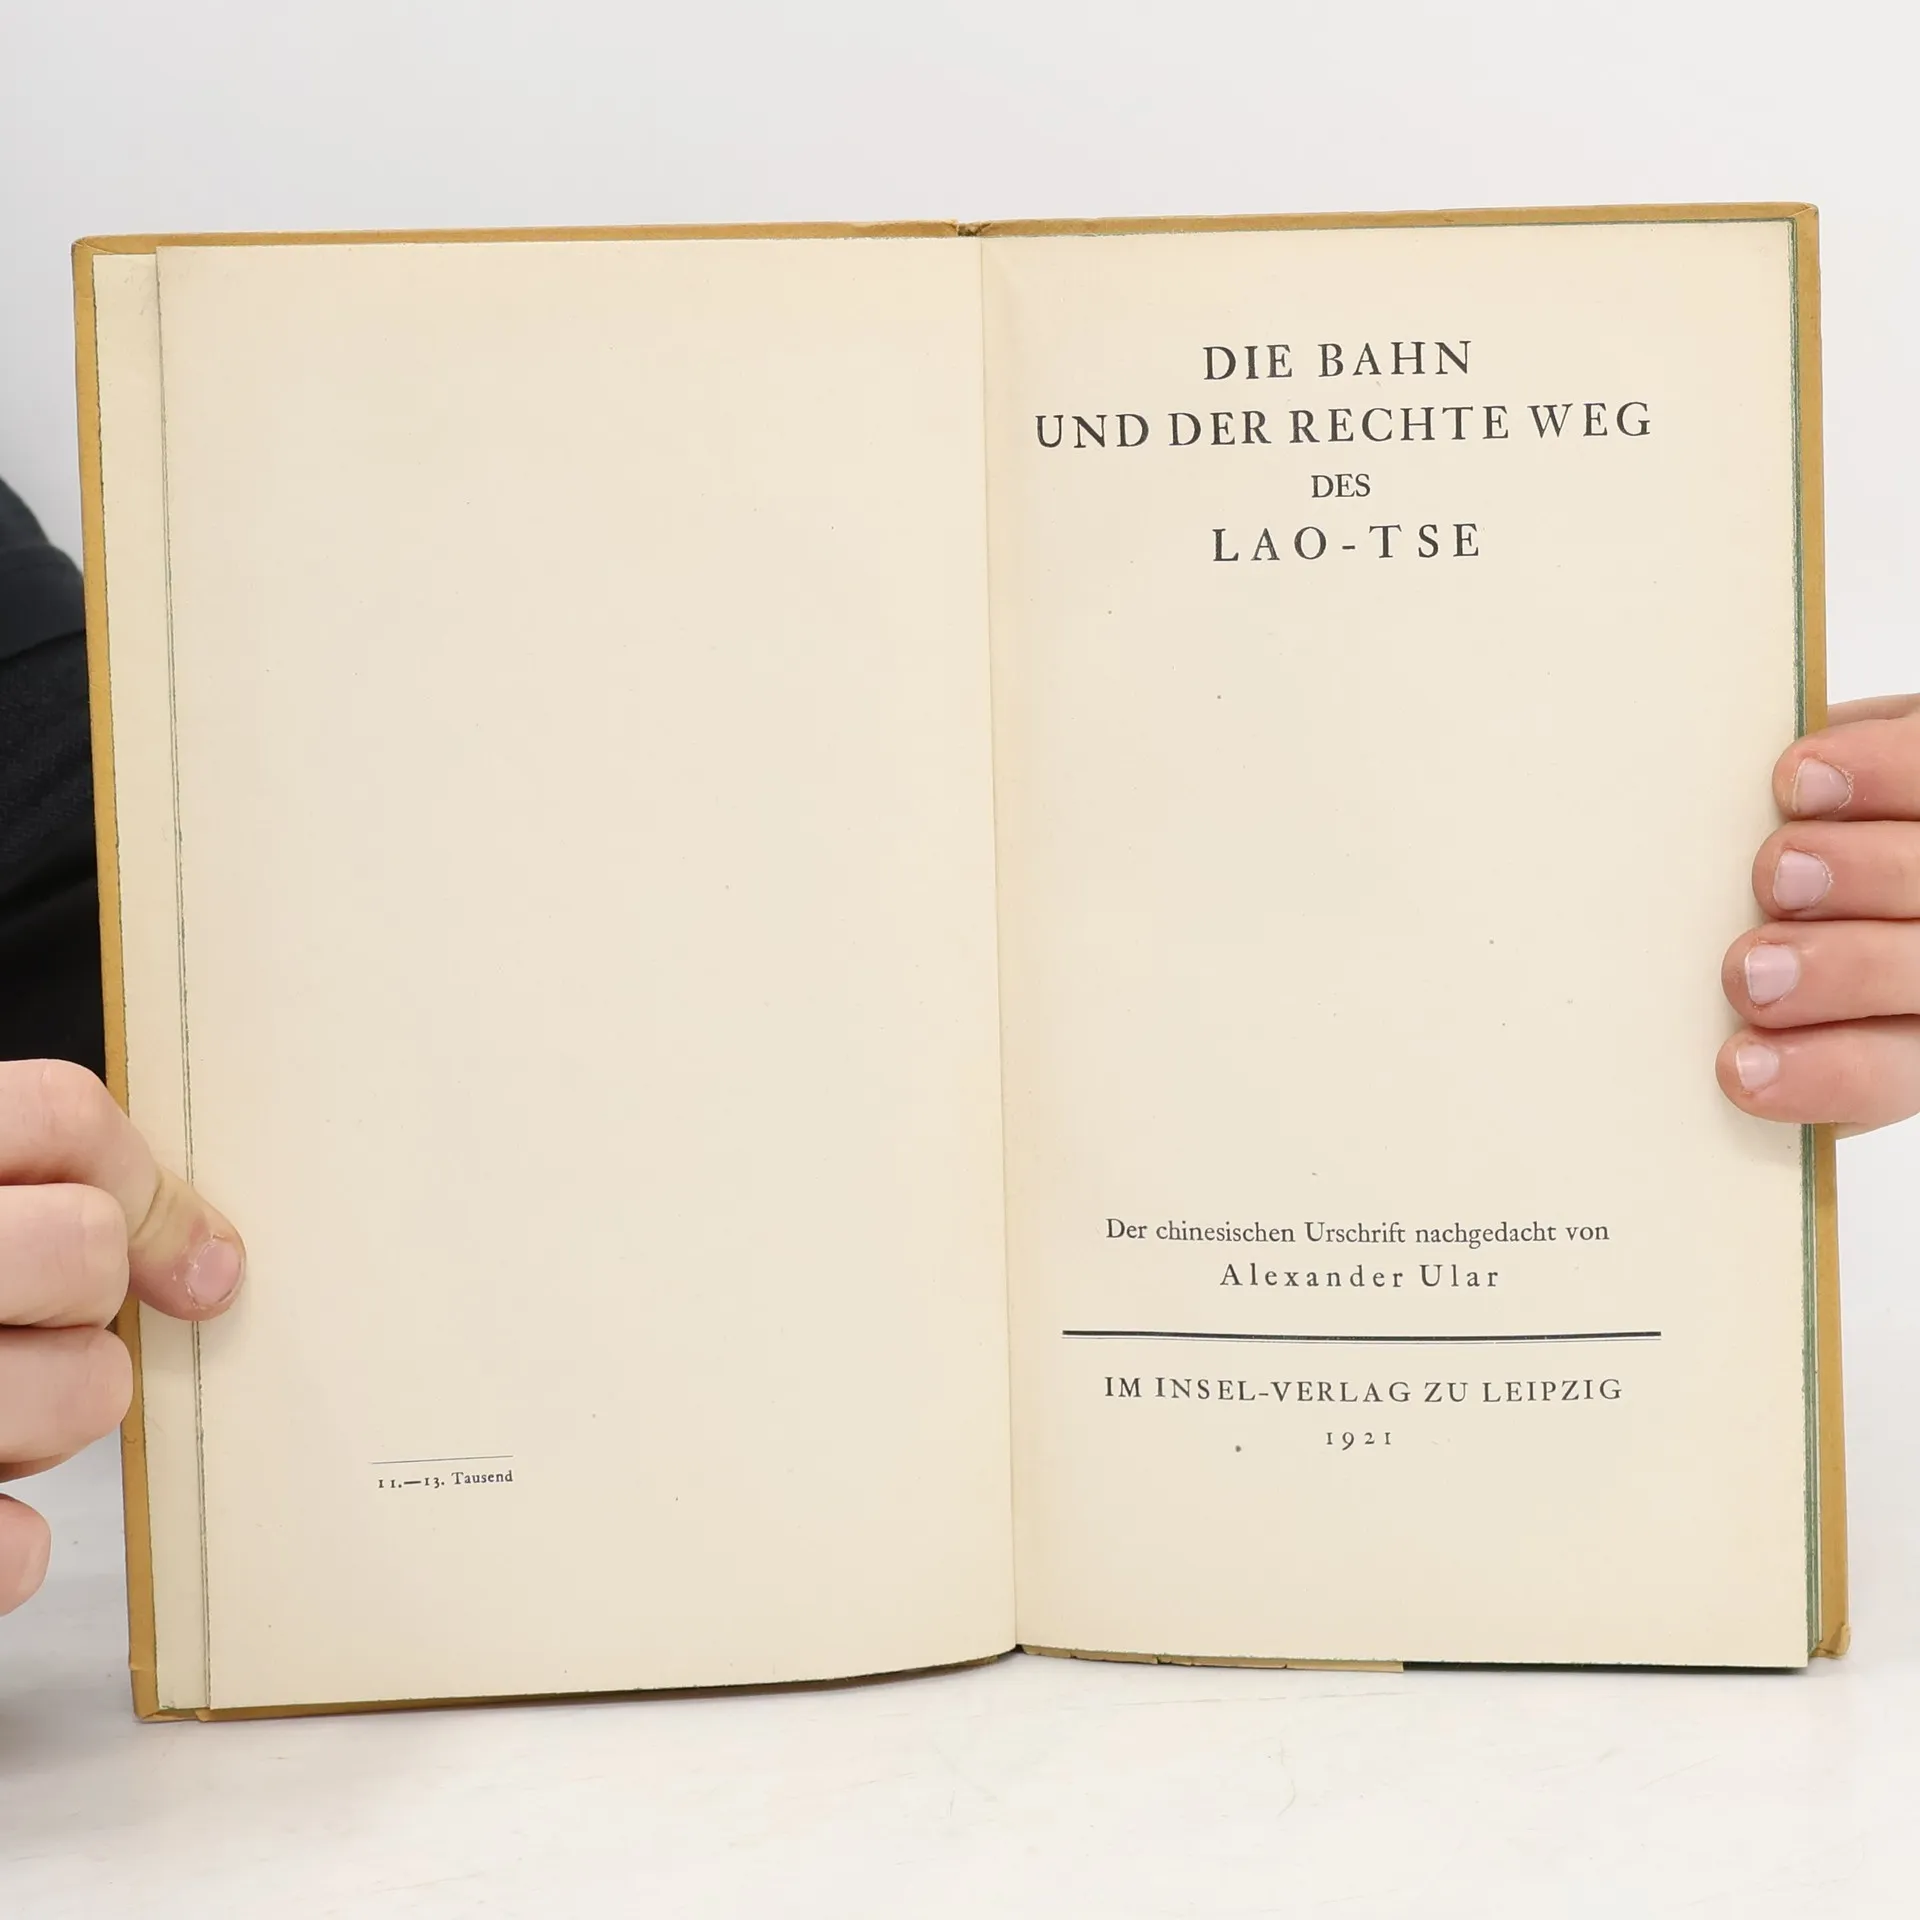 11.—13. Tausend
DIE BAHN
UND DER RECHTE WEG
DES
LAO-TSE
Der chinesischen Urschrift nachgedacht von
Alexander Ular
IM INSEL-VERLAG ZU LEIPZIG
1921